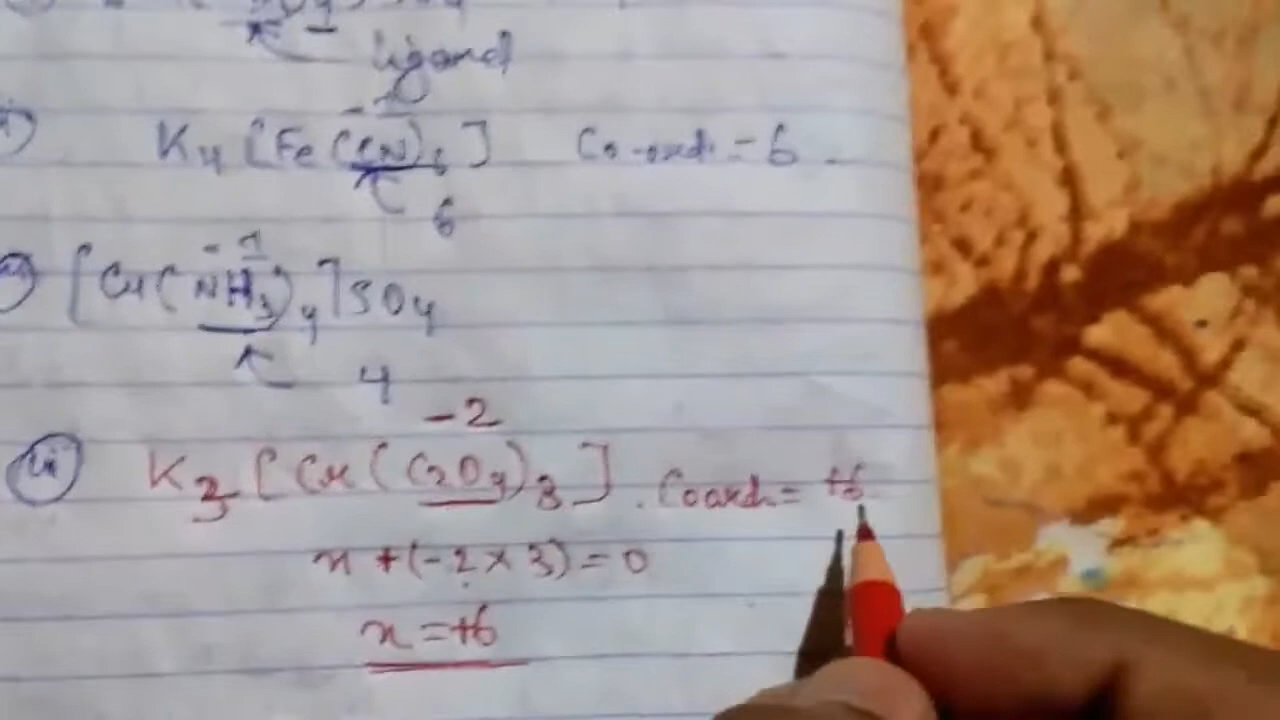 ligand
K4 [Fe (CN)6] Co-ord. = 6.
6
-1
[Cu(NH3)4]SO4
4
-2
K3 [Cr (C2O4)3]. Coord. = +6
x + (-2 x 3) = 0
x = +6